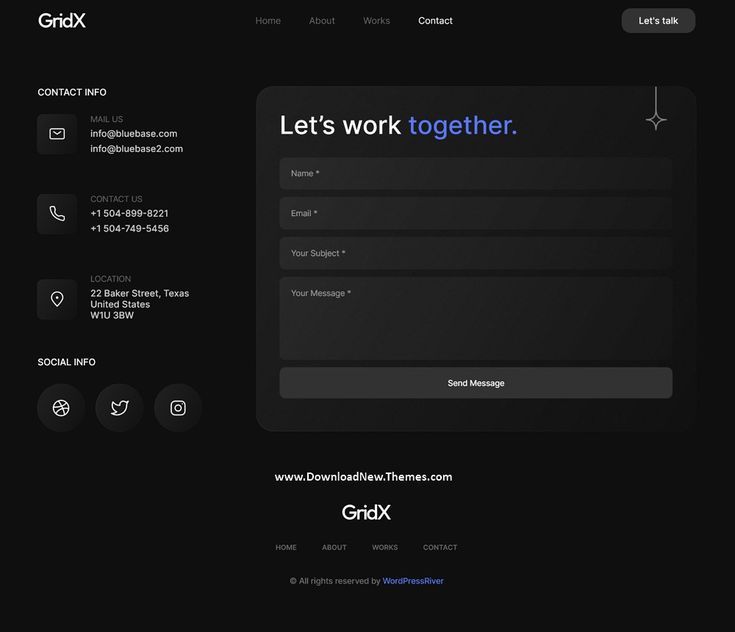 GridX
Home
About
Works
Contact
Let's talk
CONTACT INFO
MAIL US
info@bluebase.com
info@bluebase2.com
CONTACT US
+1 504-899-8221
+1 504-749-5456
LOCATION
22 Baker Street, Texas
United States
W1U 3BW
SOCIAL INFO
Let’s work together.
Name *
Email *
Your Subject *
Your Message *
Send Message
www.DownloadNew.Themes.com
GridX
HOME
ABOUT
WORKS
CONTACT
© All rights reserved by WordPressRiver